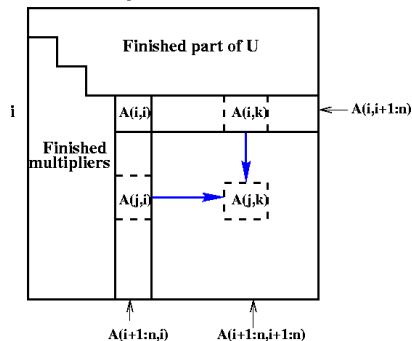 Finished part of U
A(i,i)
A(i,k)
A(i,i+1:n)
i
Finished
multipliers
A(j,i)
A(j,k)
A(i+1:n,i)
A(i+1:n,i+1:n)